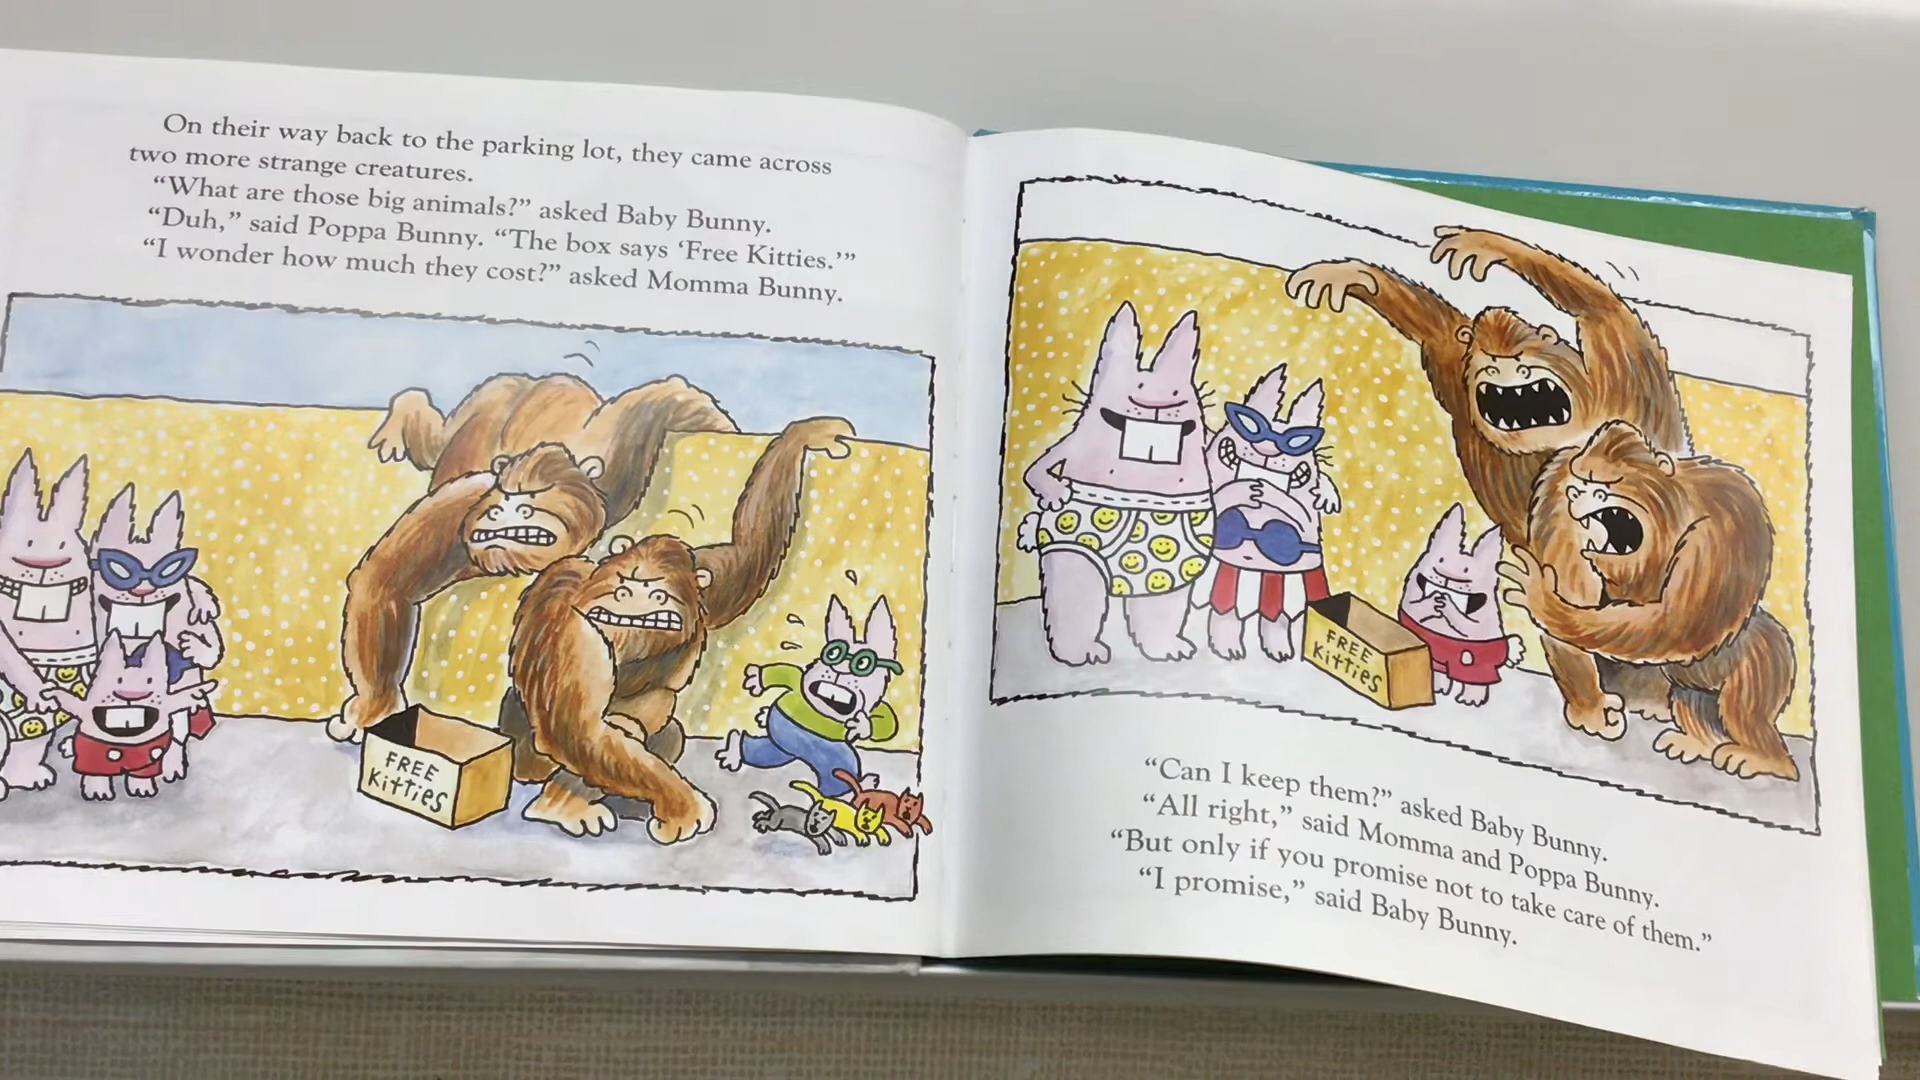 On their way back to the parking lot, they came across
two more strange creatures.
“What are those big animals?” asked Baby Bunny.
“Duh,” said Poppa Bunny. “The box says ‘Free Kitties.’”
“I wonder how much they cost?” asked Momma Bunny.
FREE
KiTTiES
FREE
KiTTiES
“Can I keep them?” asked Baby Bunny.
“All right,” said Momma and Poppa Bunny.
“But only if you promise not to take care of them.”
“I promise,” said Baby Bunny.